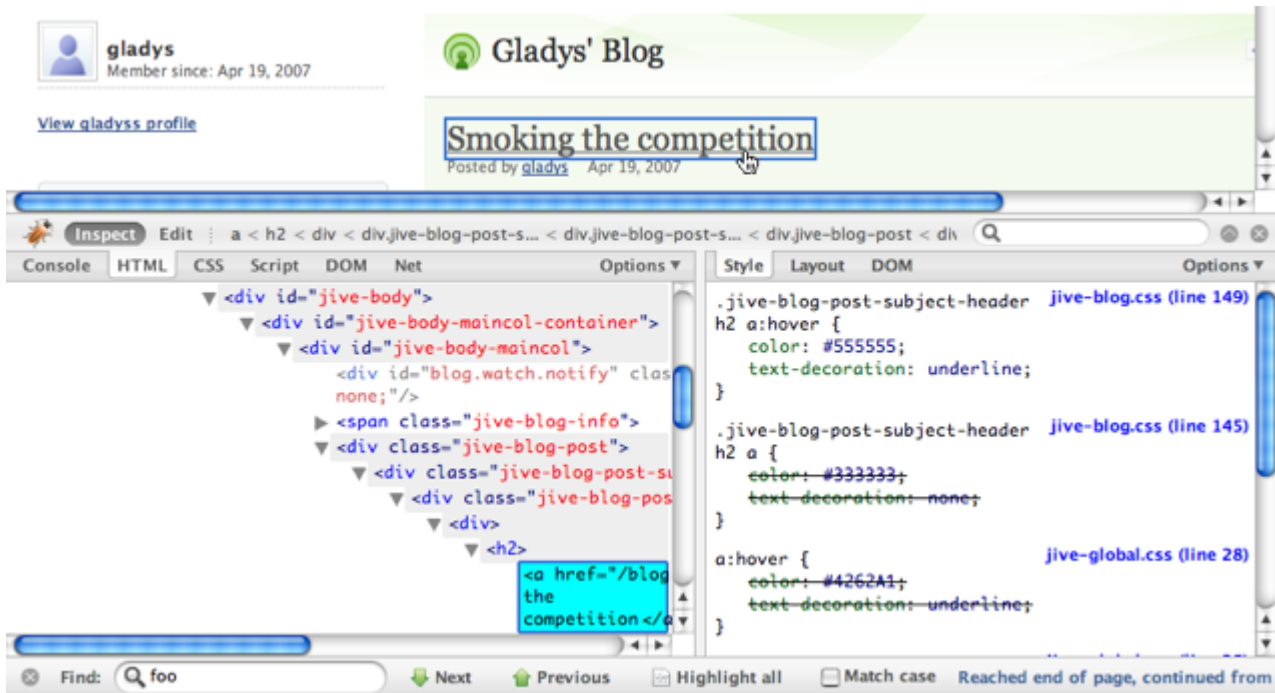 gladys
Member since: Apr 19, 2007
View gladyss profile
Gladys' Blog
Smoking the competition
Posted by gladys Apr 19, 2007
Inspect Edit a < h2 < div < div.jive-blog-post-s... < div.jive-blog-post-s... < div.jive-blog-post < div
Console HTML CSS Script DOM Net Options
<div id="jive-body">
<div id="jive-body-maincol-container">
<div id="jive-body-maincol">
<div id="blog.watch.notify" clas
none;"/>
<span class="jive-blog-info">
<div class="jive-blog-post">
<div class="jive-blog-post-su
<div class="jive-blog-pos
<div>
<h2>
<a href="/blog
the
competition</a
Style Layout DOM Options
.jive-blog-post-subject-header jive-blog.css (line 149)
h2 a:hover {
color: #555555;
text-decoration: underline;
}
.jive-blog-post-subject-header jive-blog.css (line 145)
h2 a {
color: #333333;
text-decoration: none;
}
a:hover { jive-global.css (line 28)
color: #4262A1;
text-decoration: underline;
}
Find: foo Next Previous Highlight all Match case Reached end of page, continued from